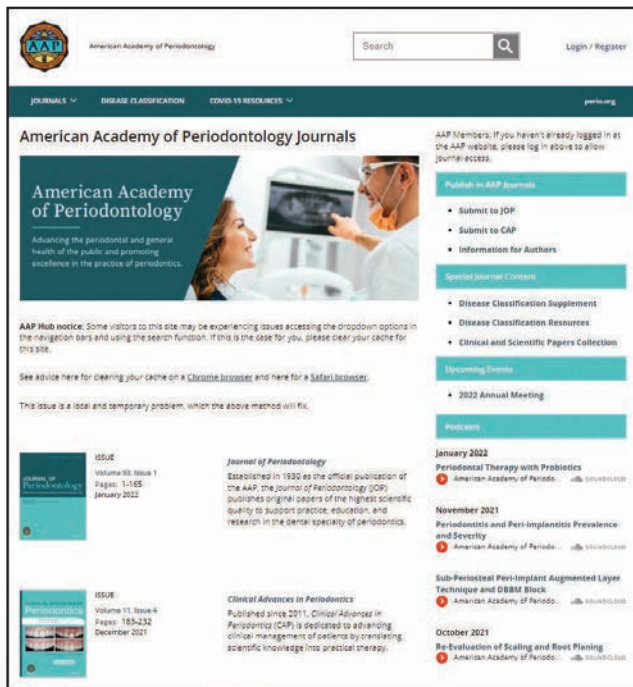 AAP
American Academy of Periodontology
Search
Login / Register
JOURNALS
DISEASE CLASSIFICATION
COVID-19 RESOURCES
perio.org
American Academy of Periodontology Journals
American Academy
of Periodontology
Advancing the periodontal and general
health of the public and promoting
excellence in the practice of periodontics.
AAP Hub notice: Some visitors to this site may be experiencing issues accessing the dropdown options in
the navigation bars and using the search function. If this is the case for you, please clear your cache for
this site.
See advice here for clearing your cache on a Chrome browser and here for a Safari browser.
This issue is a local and temporary problem, which the above method will fix.
JOURNAL OF
Periodontology
ISSUE
Volume 93, Issue 1
Pages: 1-165
January 2022
Journal of Periodontology
Established in 1930 as the official publication of
the AAP, the Journal of Periodontology (JOP)
publishes original papers of the highest scientific
quality to support practice, education, and
research in the dental specialty of periodontics.
CLINICAL ADVANCES IN
Periodontics
ISSUE
Volume 11, Issue 4
Pages: 183-232
December 2021
Clinical Advances in Periodontics
Published since 2011, Clinical Advances in
Periodontics (CAP) is dedicated to advancing
clinical management of patients by translating
scientific knowledge into practical therapy.
AAP Members, if you haven't already logged in at
the AAP website, please log in above to allow
journal access.
Publish in AAP Journals
Submit to JOP
Submit to CAP
Information for Authors
Special Journal Content
Disease Classification Supplement
Disease Classification Resources
Clinical and Scientific Papers Collection
Upcoming Events
2022 Annual Meeting
Podcasts
January 2022
Periodontal Therapy with Probiotics
American Academy of Periodo... SOUNDCLOUD
November 2021
Periodontitis and Peri-implantitis Prevalence
and Severity
American Academy of Periodo... SOUNDCLOUD
Sub-Periosteal Peri-Implant Augmented Layer
Technique and DBBM Block
American Academy of Periodo... SOUNDCLOUD
October 2021
Re-Evaluation of Scaling and Root Planing
American Academy of Periodo... SOUNDCLOUD